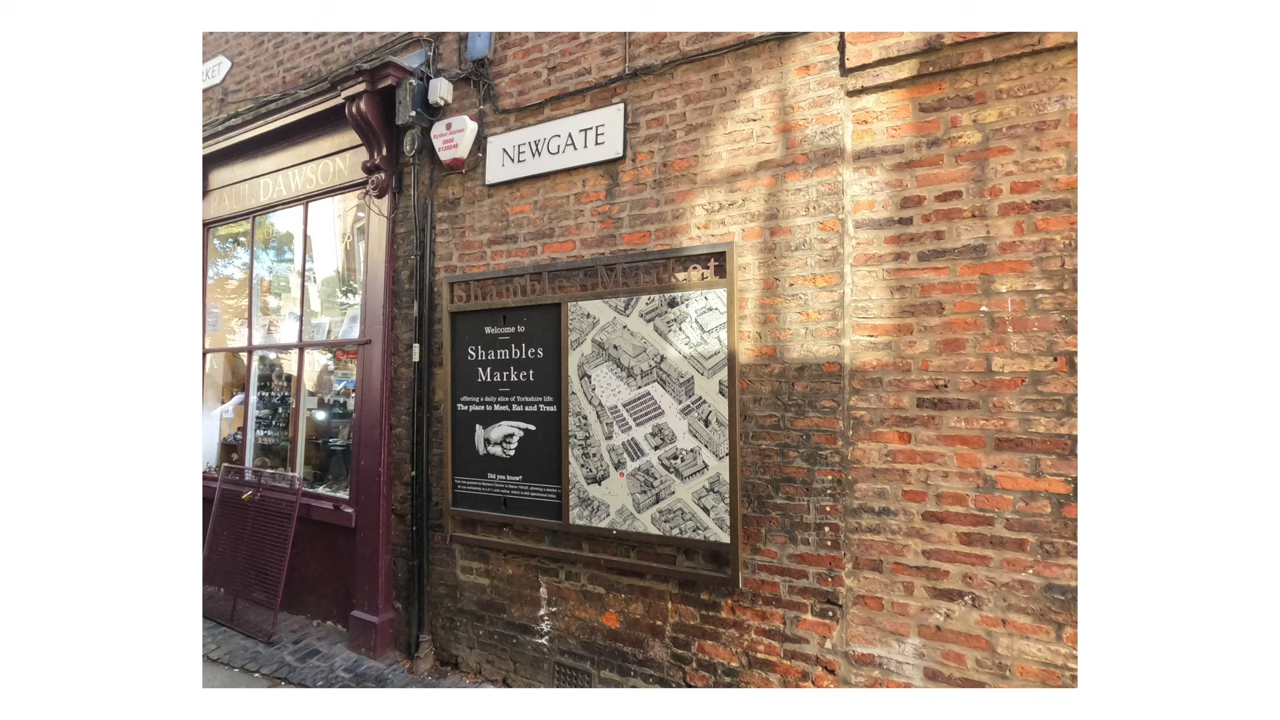 RKET
PAUL DAWSON
NEWGATE
Shambles Market
Welcome to
Shambles
Market
offering a daily slice of Yorkshire life:
The place to Meet, Eat and Treat
Did you know?